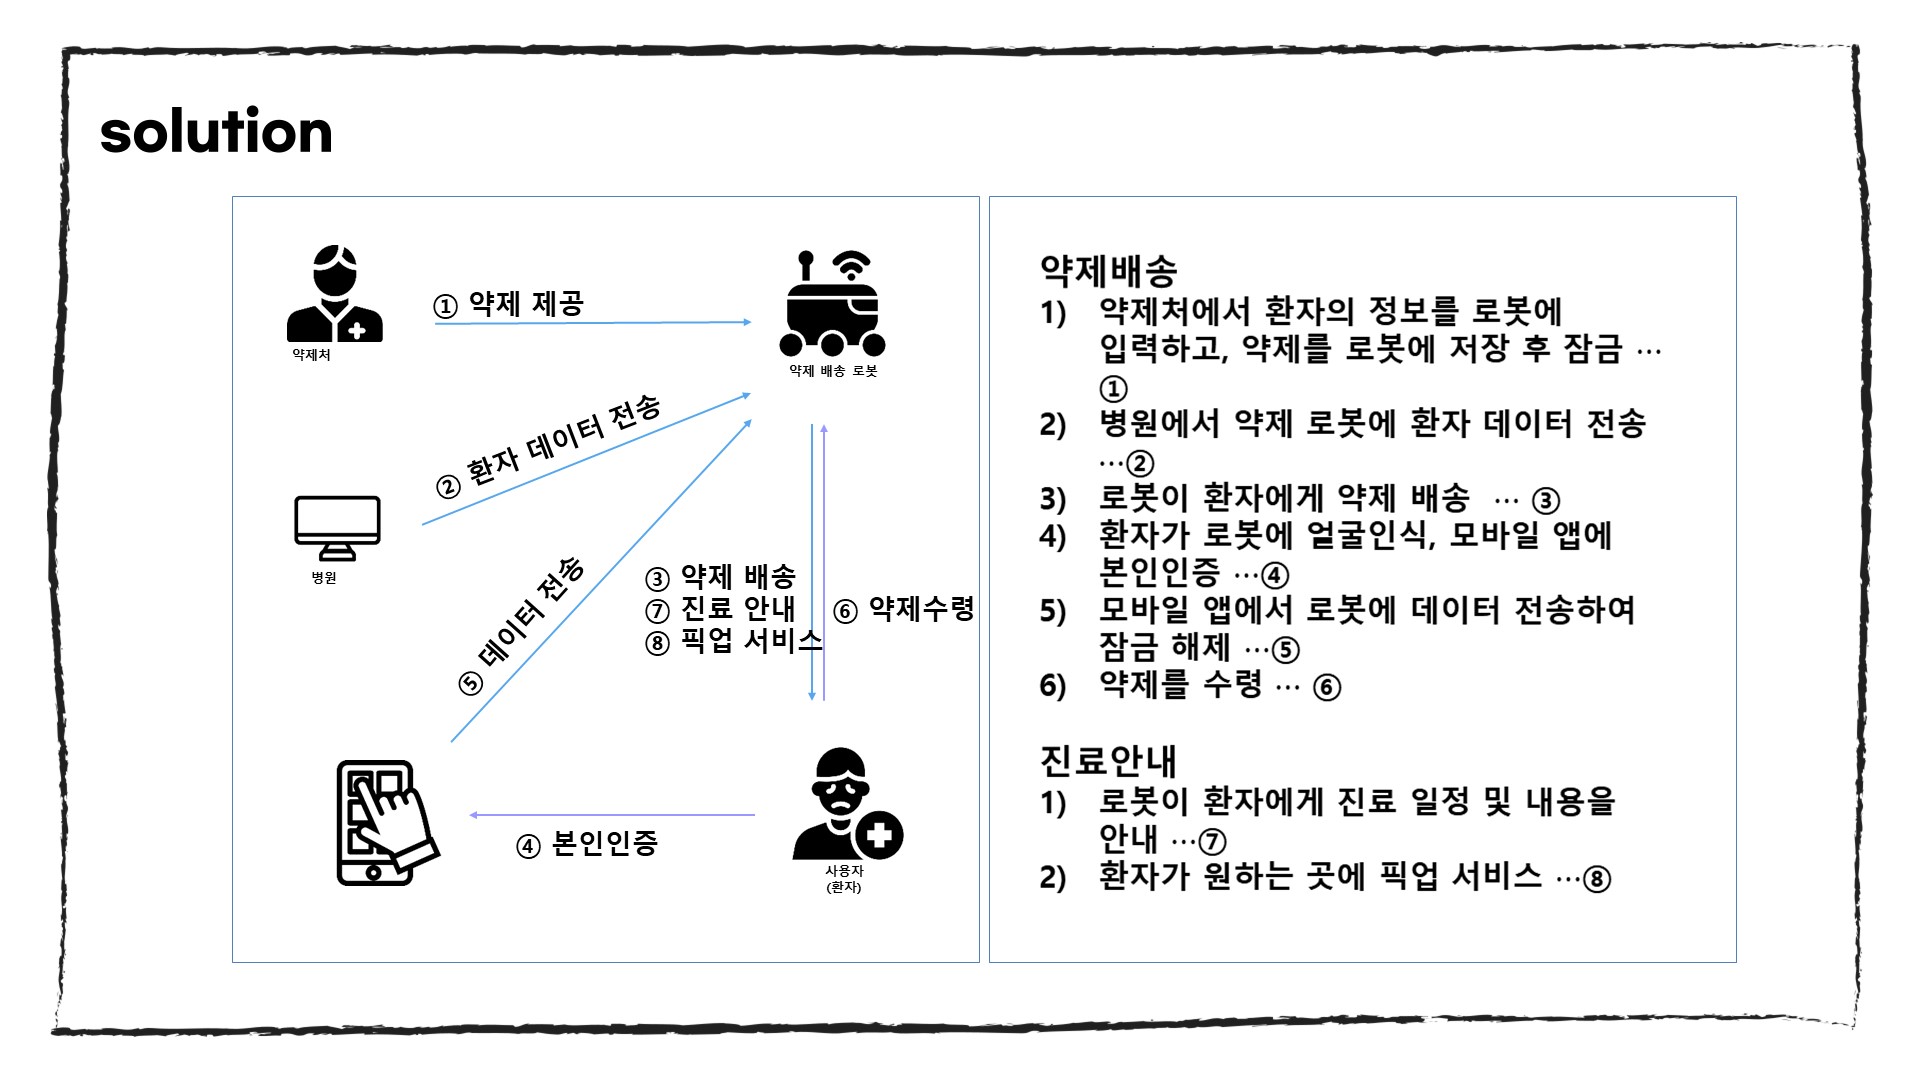 solution
① 약제 제공
약제처
약제 배송 로봇
② 환자 데이터 전송
병원
⑤ 데이터 전송
③ 약제 배송
⑦ 진료 안내
⑧ 픽업 서비스
⑥ 약제수령
④ 본인인증
사용자
(환자)
약제배송
1) 약제처에서 환자의 정보를 로봇에
입력하고, 약제를 로봇에 저장 후 잠금 …
①
2) 병원에서 약제 로봇에 환자 데이터 전송
…②
3) 로봇이 환자에게 약제 배송 … ③
4) 환자가 로봇에 얼굴인식, 모바일 앱에
본인인증 …④
5) 모바일 앱에서 로봇에 데이터 전송하여
잠금 해제 …⑤
6) 약제를 수령 … ⑥
진료안내
1) 로봇이 환자에게 진료 일정 및 내용을
안내 …⑦
2) 환자가 원하는 곳에 픽업 서비스 …⑧